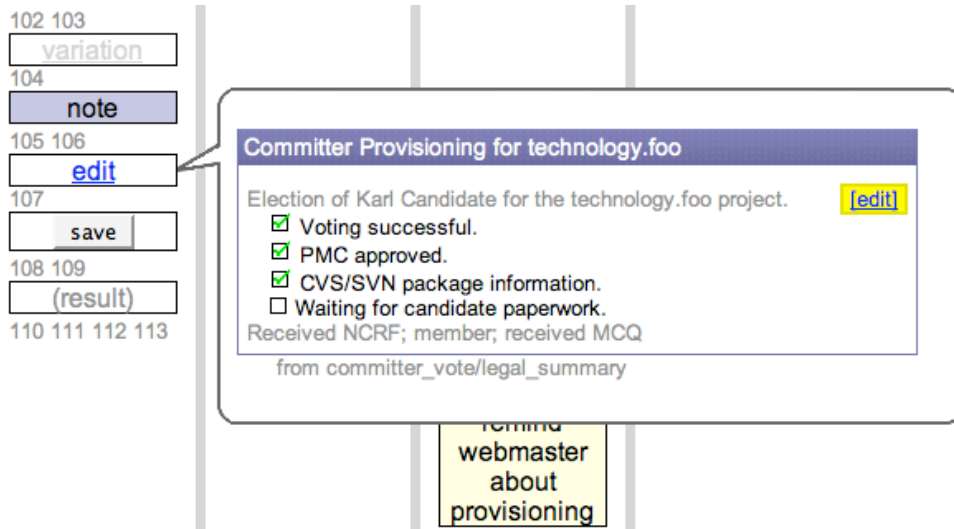 102 103
variation
104
note
105 106
edit
107
save
108 109
(result)
110 111 112 113
Committer Provisioning for technology.foo
Election of Karl Candidate for the technology.foo project. [edit]
Voting successful.
PMC approved.
CVS/SVN package information.
Waiting for candidate paperwork.
Received NCRF; member; received MCQ
from committer_vote/legal_summary
remind
webmaster
about
provisioning